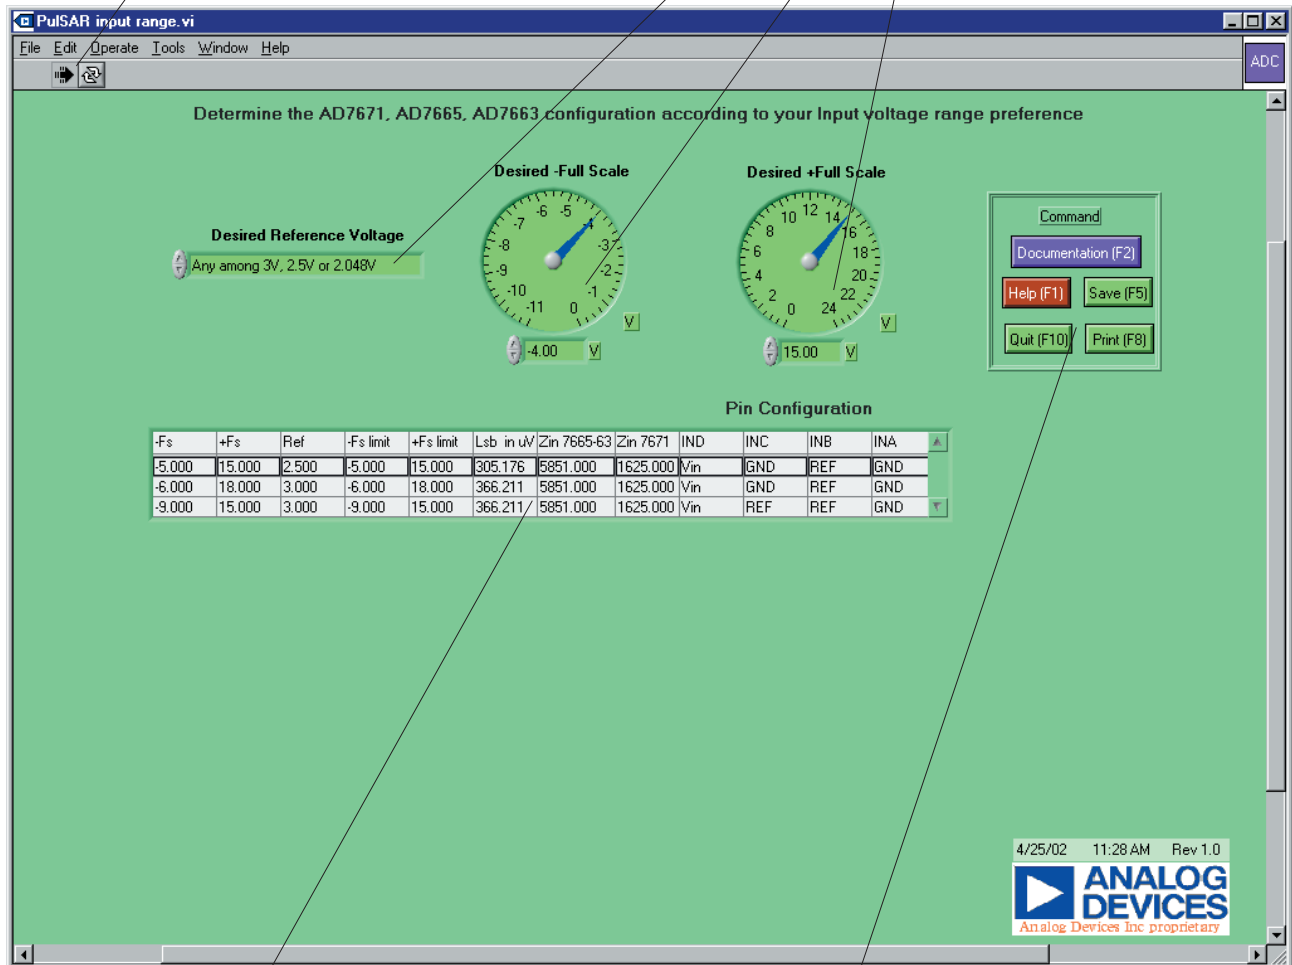 PulSAR input range.vi
File Edit Operate Tools Window Help
ADC
Determine the AD7671, AD7665, AD7663 configuration according to your Input voltage range preference
Desired -Full Scale
Desired +Full Scale
Desired Reference Voltage
Any among 3V, 2.5V or 2.048V
-11 -10 -9 -8 -7 -6 -5 -4 -3 -2 -1 0
V
-4.00 V
0 2 4 6 8 10 12 14 16 18 20 22 24
V
15.00 V
Command
Documentation (F2)
Help (F1) Save (F5)
Quit (F10) Print (F8)
Pin Configuration
-Fs +Fs Ref -Fs limit +Fs limit Lsb in uV Zin 7665-63 Zin 7671 IND INC INB INA
-5.000 15.000 2.500 -5.000 15.000 305.176 5851.000 1625.000 Vin GND REF GND
-6.000 18.000 3.000 -6.000 18.000 366.211 5851.000 1625.000 Vin GND REF GND
-9.000 15.000 3.000 -9.000 15.000 366.211 5851.000 1625.000 Vin REF REF GND
4/25/02 11:28 AM Rev 1.0
ANALOG
DEVICES
Analog Devices Inc proprietary